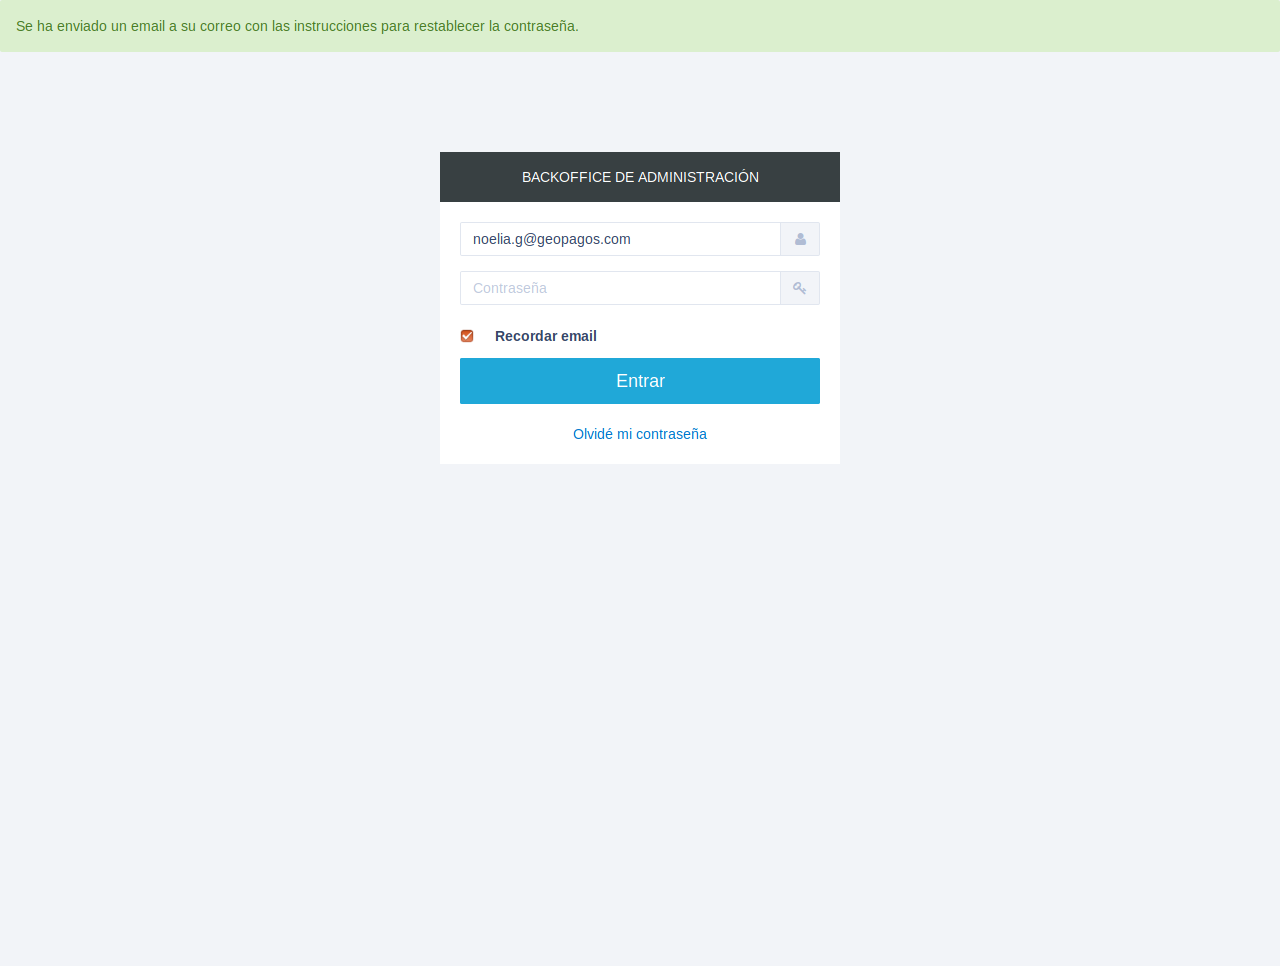 Se ha enviado un email a su correo con las instrucciones para restablecer la contraseña.
BACKOFFICE DE ADMINISTRACIÓN
noelia.g@geopagos.com
Contraseña
Recordar email
Entrar
Olvidé mi contraseña